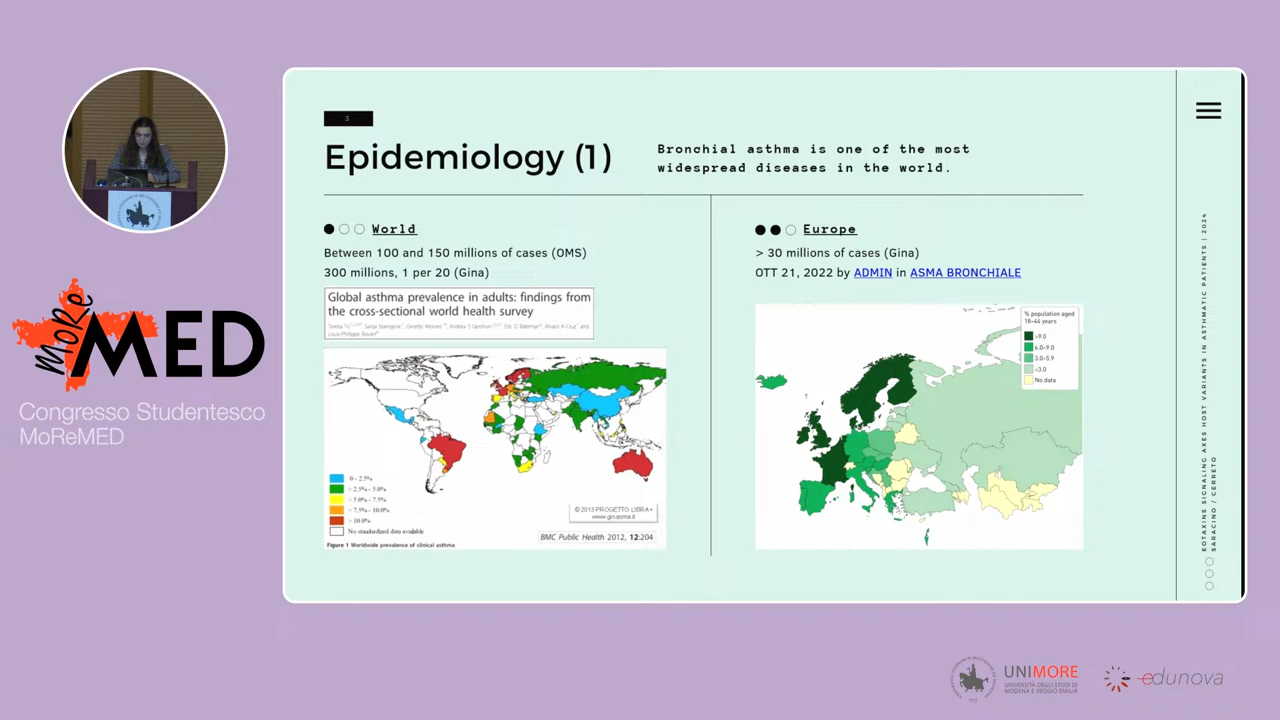 3
Epidemiology (1)
Bronchial asthma is one of the most
widespread diseases in the world.
World
Between 100 and 150 millions of cases (OMS)
300 millions, 1 per 20 (Gina)
Global asthma prevalence in adults: findings from
the cross-sectional world health survey
0 - 2.5%
> 2.5% - 5.0%
> 5.0% - 7.5%
> 7.5% - 10.0%
> 10.0%
No standardized data available
© 2013 PROGETTO LIBRA •
www.ginasma.it
BMC Public Health 2012, 12:204
Figure 1 Worldwide prevalence of clinical asthma
Europe
> 30 millions of cases (Gina)
OTT 21, 2022 by ADMIN in ASMA BRONCHIALE
% population aged
18–44 years
>9.0
6.0–9.0
3.0–5.9
<3.0
No data
EOTAXINS SIGNALING AXES HOST VARIANTS IN ASTHMATIC PATIENTS | 2024
SARACINO / CERRETO
MoRe
MED
Congresso Studentesco
MoReMED
UNIMORE
UNIVERSITÀ DEGLI STUDI DI
MODENA E REGGIO EMILIA
edunova